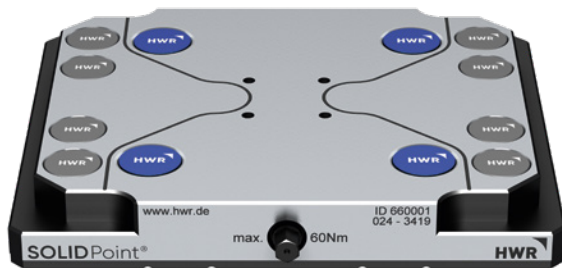 HWR HWR HWR HWR
HWR HWR
HWR HWR
HWR HWR HWR HWR
www.hwr.de
ID 660001
024 - 3419
max. 60Nm
SOLIDPoint®
HWR